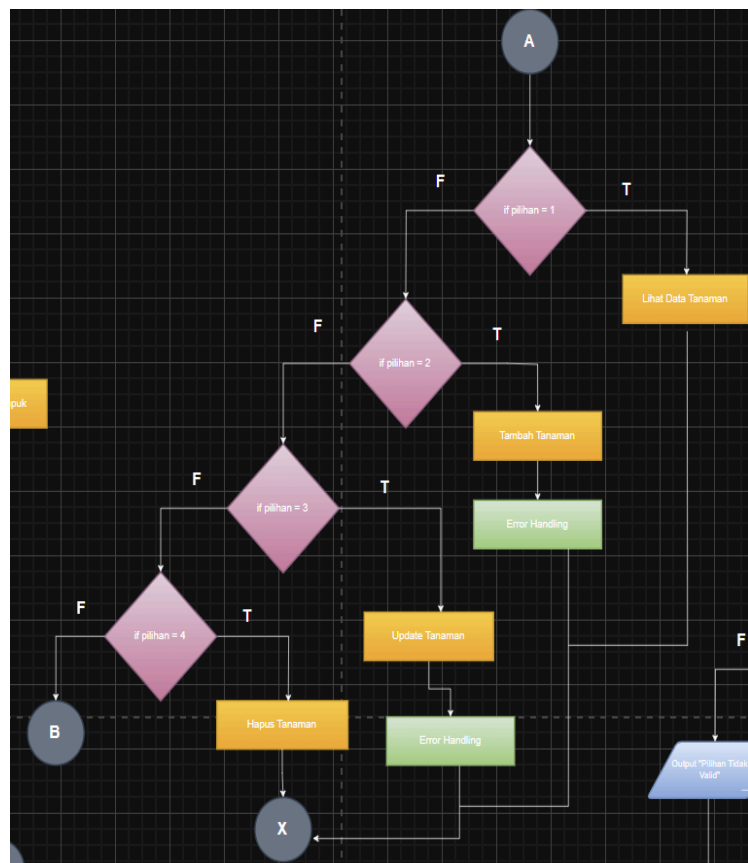 A
F
T
if pilihan = 1
Lihat Data Tanaman
F
T
if pilihan = 2
puk
Tambah Tanaman
F
T
if pilihan = 3
Error Handling
F
T
if pilihan = 4
Update Tanaman
F
B
Hapus Tanaman
Error Handling
Output "Pilihan Tidak
Valid"
X